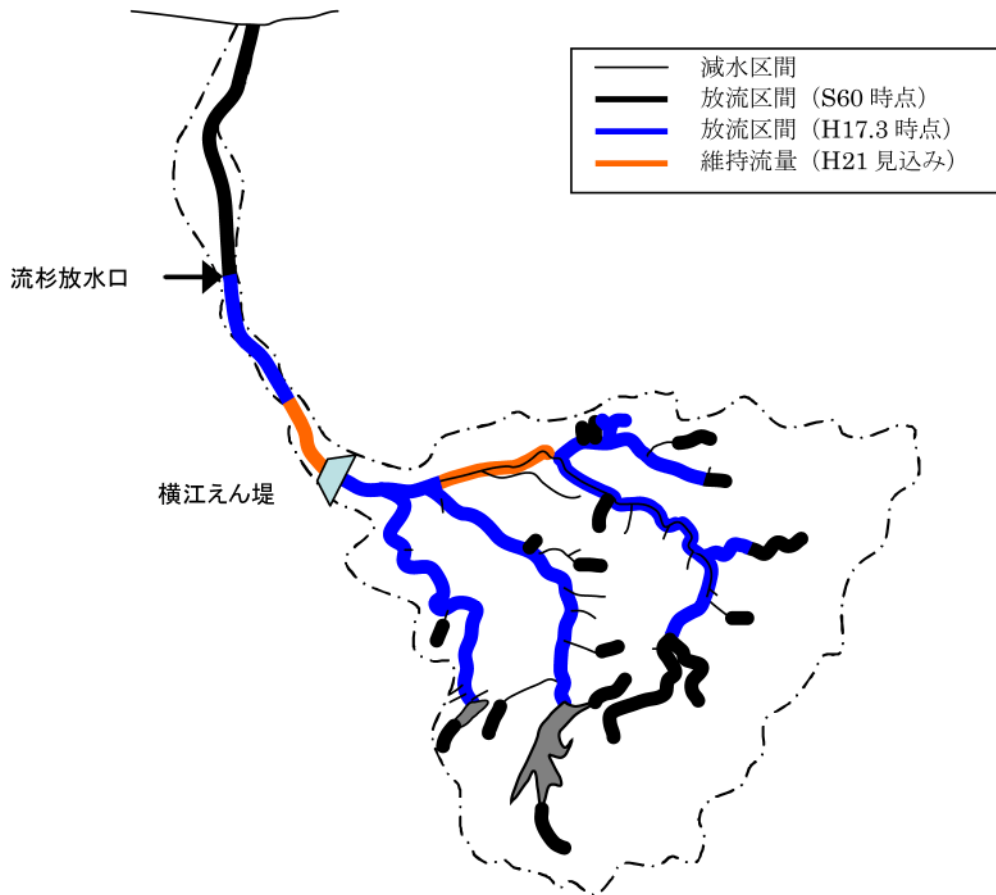 減水区間
放流区間（S60 時点）
放流区間（H17.3 時点）
維持流量（H21 見込み）
流杉放水口
横江えん堤